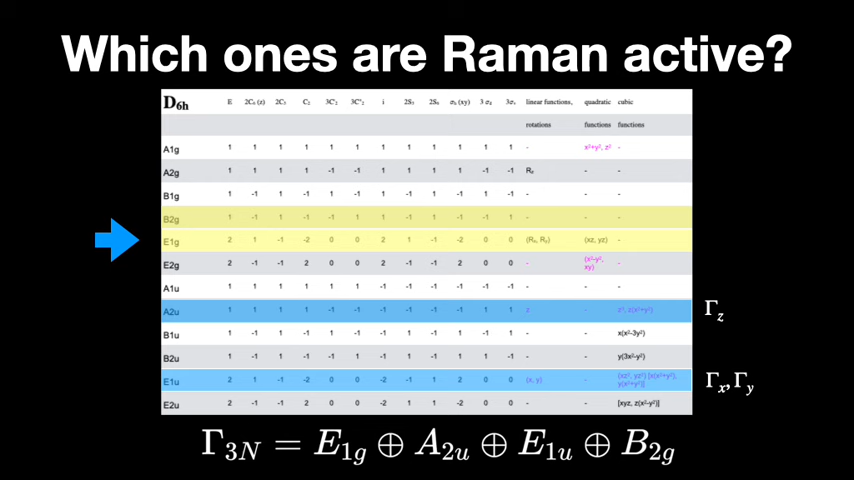 Which ones are Raman active?
D6h E 2C6 (z) 2C3 C2 3C'2 3C''2 i 2S3 2S6 σh (xy) 3 σd 3σv linear functions, quadratic cubic
rotations functions functions
A1g 1 1 1 1 1 1 1 1 1 1 1 1 - x²+y², z² -
A2g 1 1 1 1 -1 -1 1 1 1 1 -1 -1 Rz - -
B1g 1 -1 1 -1 1 -1 1 -1 1 -1 1 -1 - - -
B2g 1 -1 1 -1 -1 1 1 -1 1 -1 -1 1 - - -
E1g 2 1 -1 -2 0 0 2 1 -1 -2 0 0 (Rx, Ry) (xz, yz) -
E2g 2 -1 -1 2 0 0 2 -1 -1 2 0 0 - (x²-y², xy) -
A1u 1 1 1 1 1 1 -1 -1 -1 -1 -1 -1 - - -
A2u 1 1 1 1 -1 -1 -1 -1 -1 -1 1 1 z - z³, z(x²+y²)
Γz
B1u 1 -1 1 -1 1 -1 -1 1 -1 1 -1 1 - - x(x²-3y²)
B2u 1 -1 1 -1 -1 1 -1 1 -1 1 1 -1 - - y(3x²-y²)
E1u 2 1 -1 -2 0 0 -2 -1 1 2 0 0 (x, y) - (xz², yz²) [x(x²+y²), y(x²+y²)]
Γx, Γy
E2u 2 -1 -1 2 0 0 -2 1 1 -2 0 0 - - [xyz, z(x²-y²)]
Γ3N = E1g ⊕ A2u ⊕ E1u ⊕ B2g